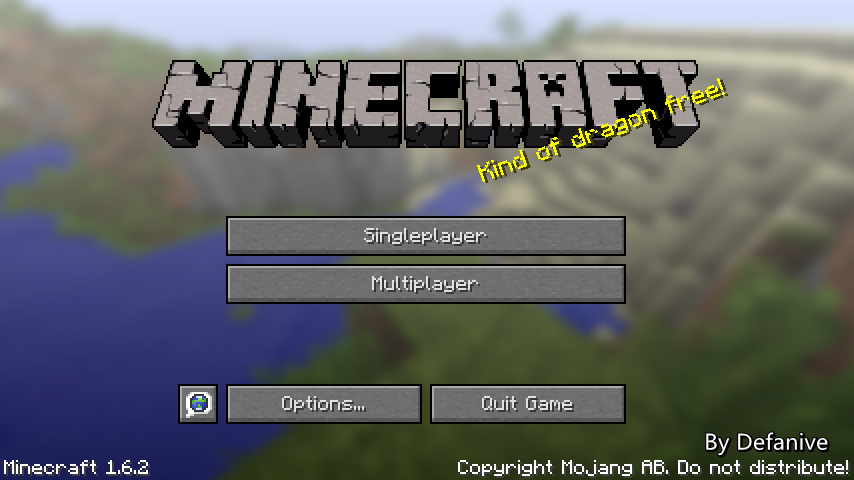 MINECRAFT
Kind of dragon free!
Singleplayer
Multiplayer
Options...
Quit Game
By Defanive
Minecraft 1.6.2
Copyright Mojang AB. Do not distribute!